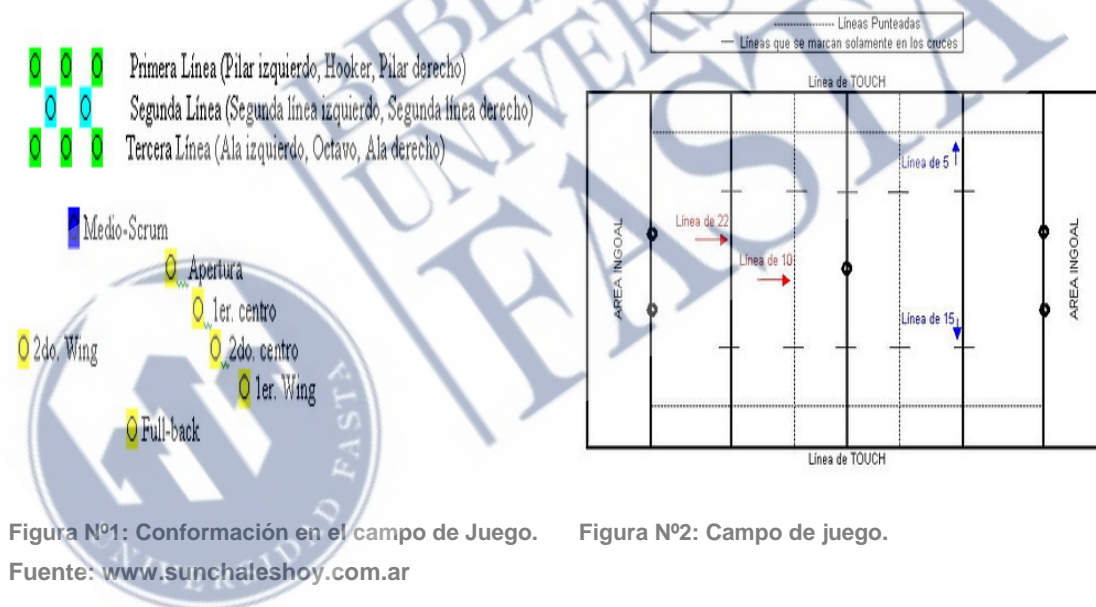 Primera Línea (Pilar izquierdo, Hooker, Pilar derecho)
Segunda Línea (Segunda línea izquierdo, Segunda línea derecho)
Tercera Línea (Ala izquierdo, Octavo, Ala derecho)
Medio-Scrum
Apertura
1er. centro
2do. Wing
2do. centro
1er. Wing
Full-back
Líneas Punteadas
Líneas que se marcan solamente en los cruces
Línea de TOUCH
Línea de 5
Línea de 22
Línea de 10
AREA INGOAL
AREA INGOAL
Línea de 15
Línea de TOUCH
Figura Nº1: Conformación en el campo de Juego.
Figura Nº2: Campo de juego.
Fuente: www.sunchaleshoy.com.ar
FASTA
UNIVERSIDAD FASTA